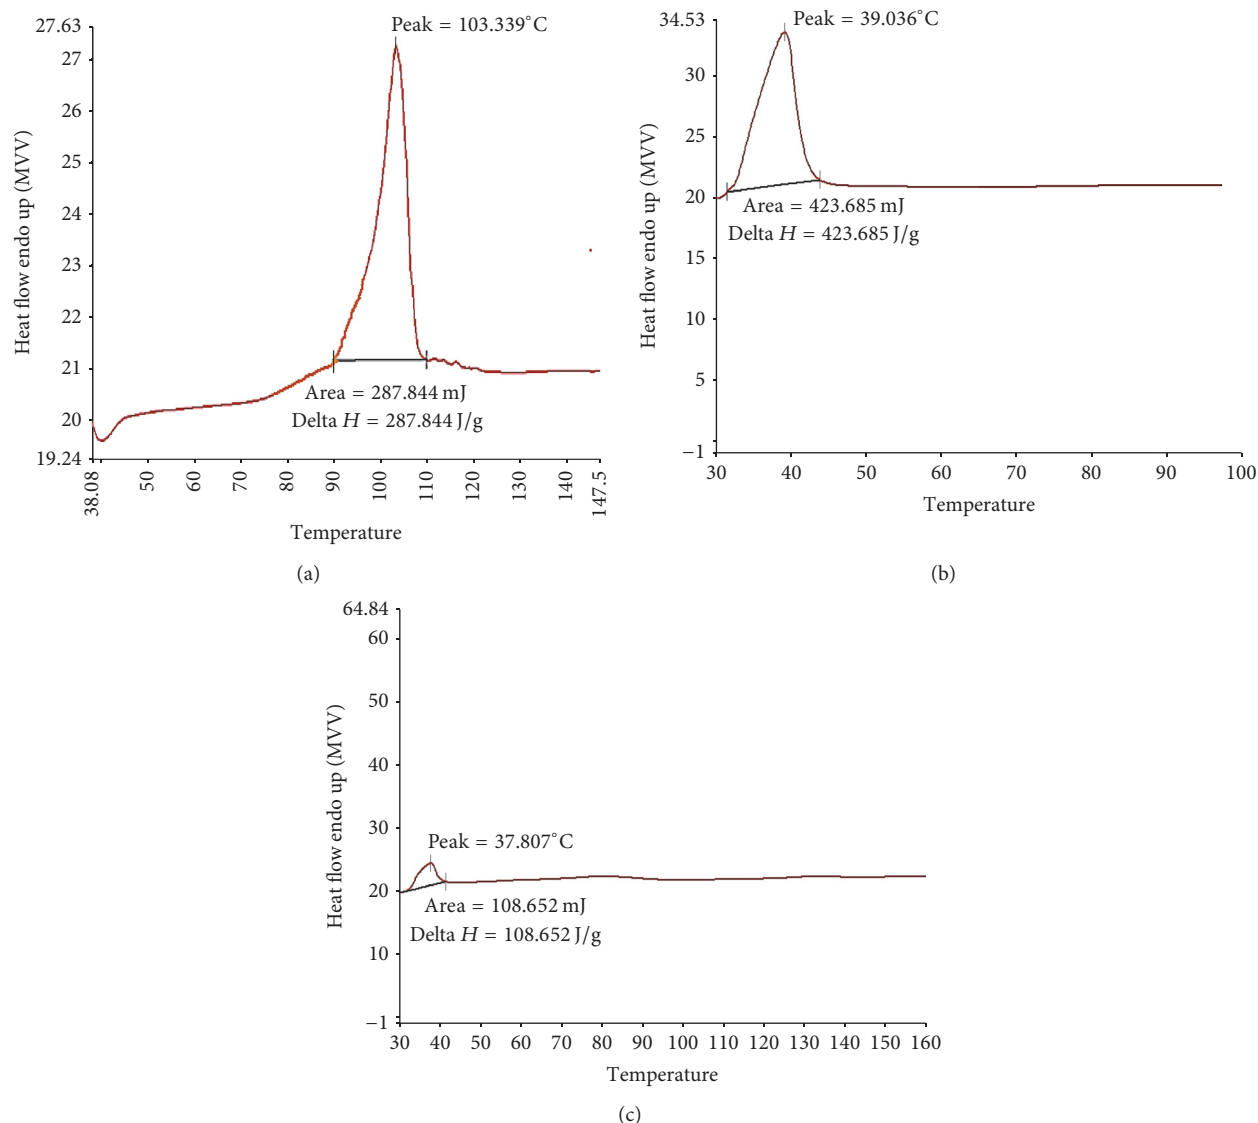 Peak = 103.339°C
27.63
27
26
25
24
23
22
21
20
19.24
Heat flow endo up (MVV)
Area = 287.844 mJ
Delta H = 287.844 J/g
38.08 50 60 70 80 90 100 110 120 130 140 147.5
Temperature
(a)
Peak = 39.036°C
34.53
30
25
20
15
10
5
−1
Heat flow endo up (MVV)
Area = 423.685 mJ
Delta H = 423.685 J/g
30 40 50 60 70 80 90 100
Temperature
(b)
64.84
60
50
40
30
20
10
−1
Heat flow endo up (MVV)
Peak = 37.807°C
Area = 108.652 mJ
Delta H = 108.652 J/g
30 40 50 60 70 80 90 100 110 120 130 140 150 160
Temperature
(c)